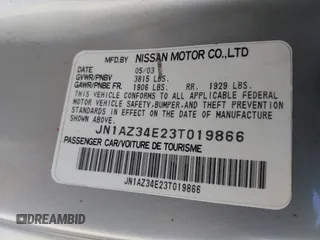 MFD.BY NISSAN MOTOR CO.,LTD
DATE 05/03
GVWR/PNBV 3815 LBS.
GAWR/PNBE FR. 1906 LBS. RR. 1929 LBS.
THIS VEHICLE CONFORMS TO ALL APPLICABLE FEDERAL
MOTOR VEHICLE SAFETY,BUMPER,AND THEFT PREVENTION
STANDARDS IN EFFECT ON THE DATE OF MANUFACTURE
SHOWN ABOVE.
JN1AZ34E23T019866
PASSENGER CAR/VOITURE DE TOURISME
JN1AZ34E23T019866
DREAMBID